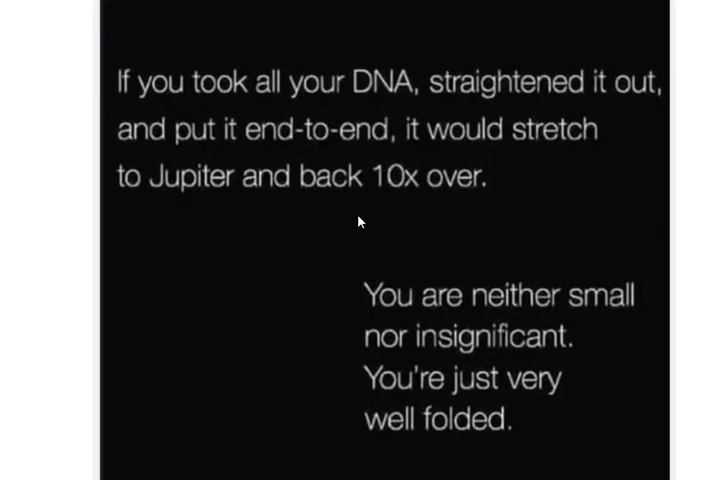 If you took all your DNA, straightened it out,
and put it end-to-end, it would stretch
to Jupiter and back 10x over.
You are neither small
nor insignificant.
You're just very
well folded.